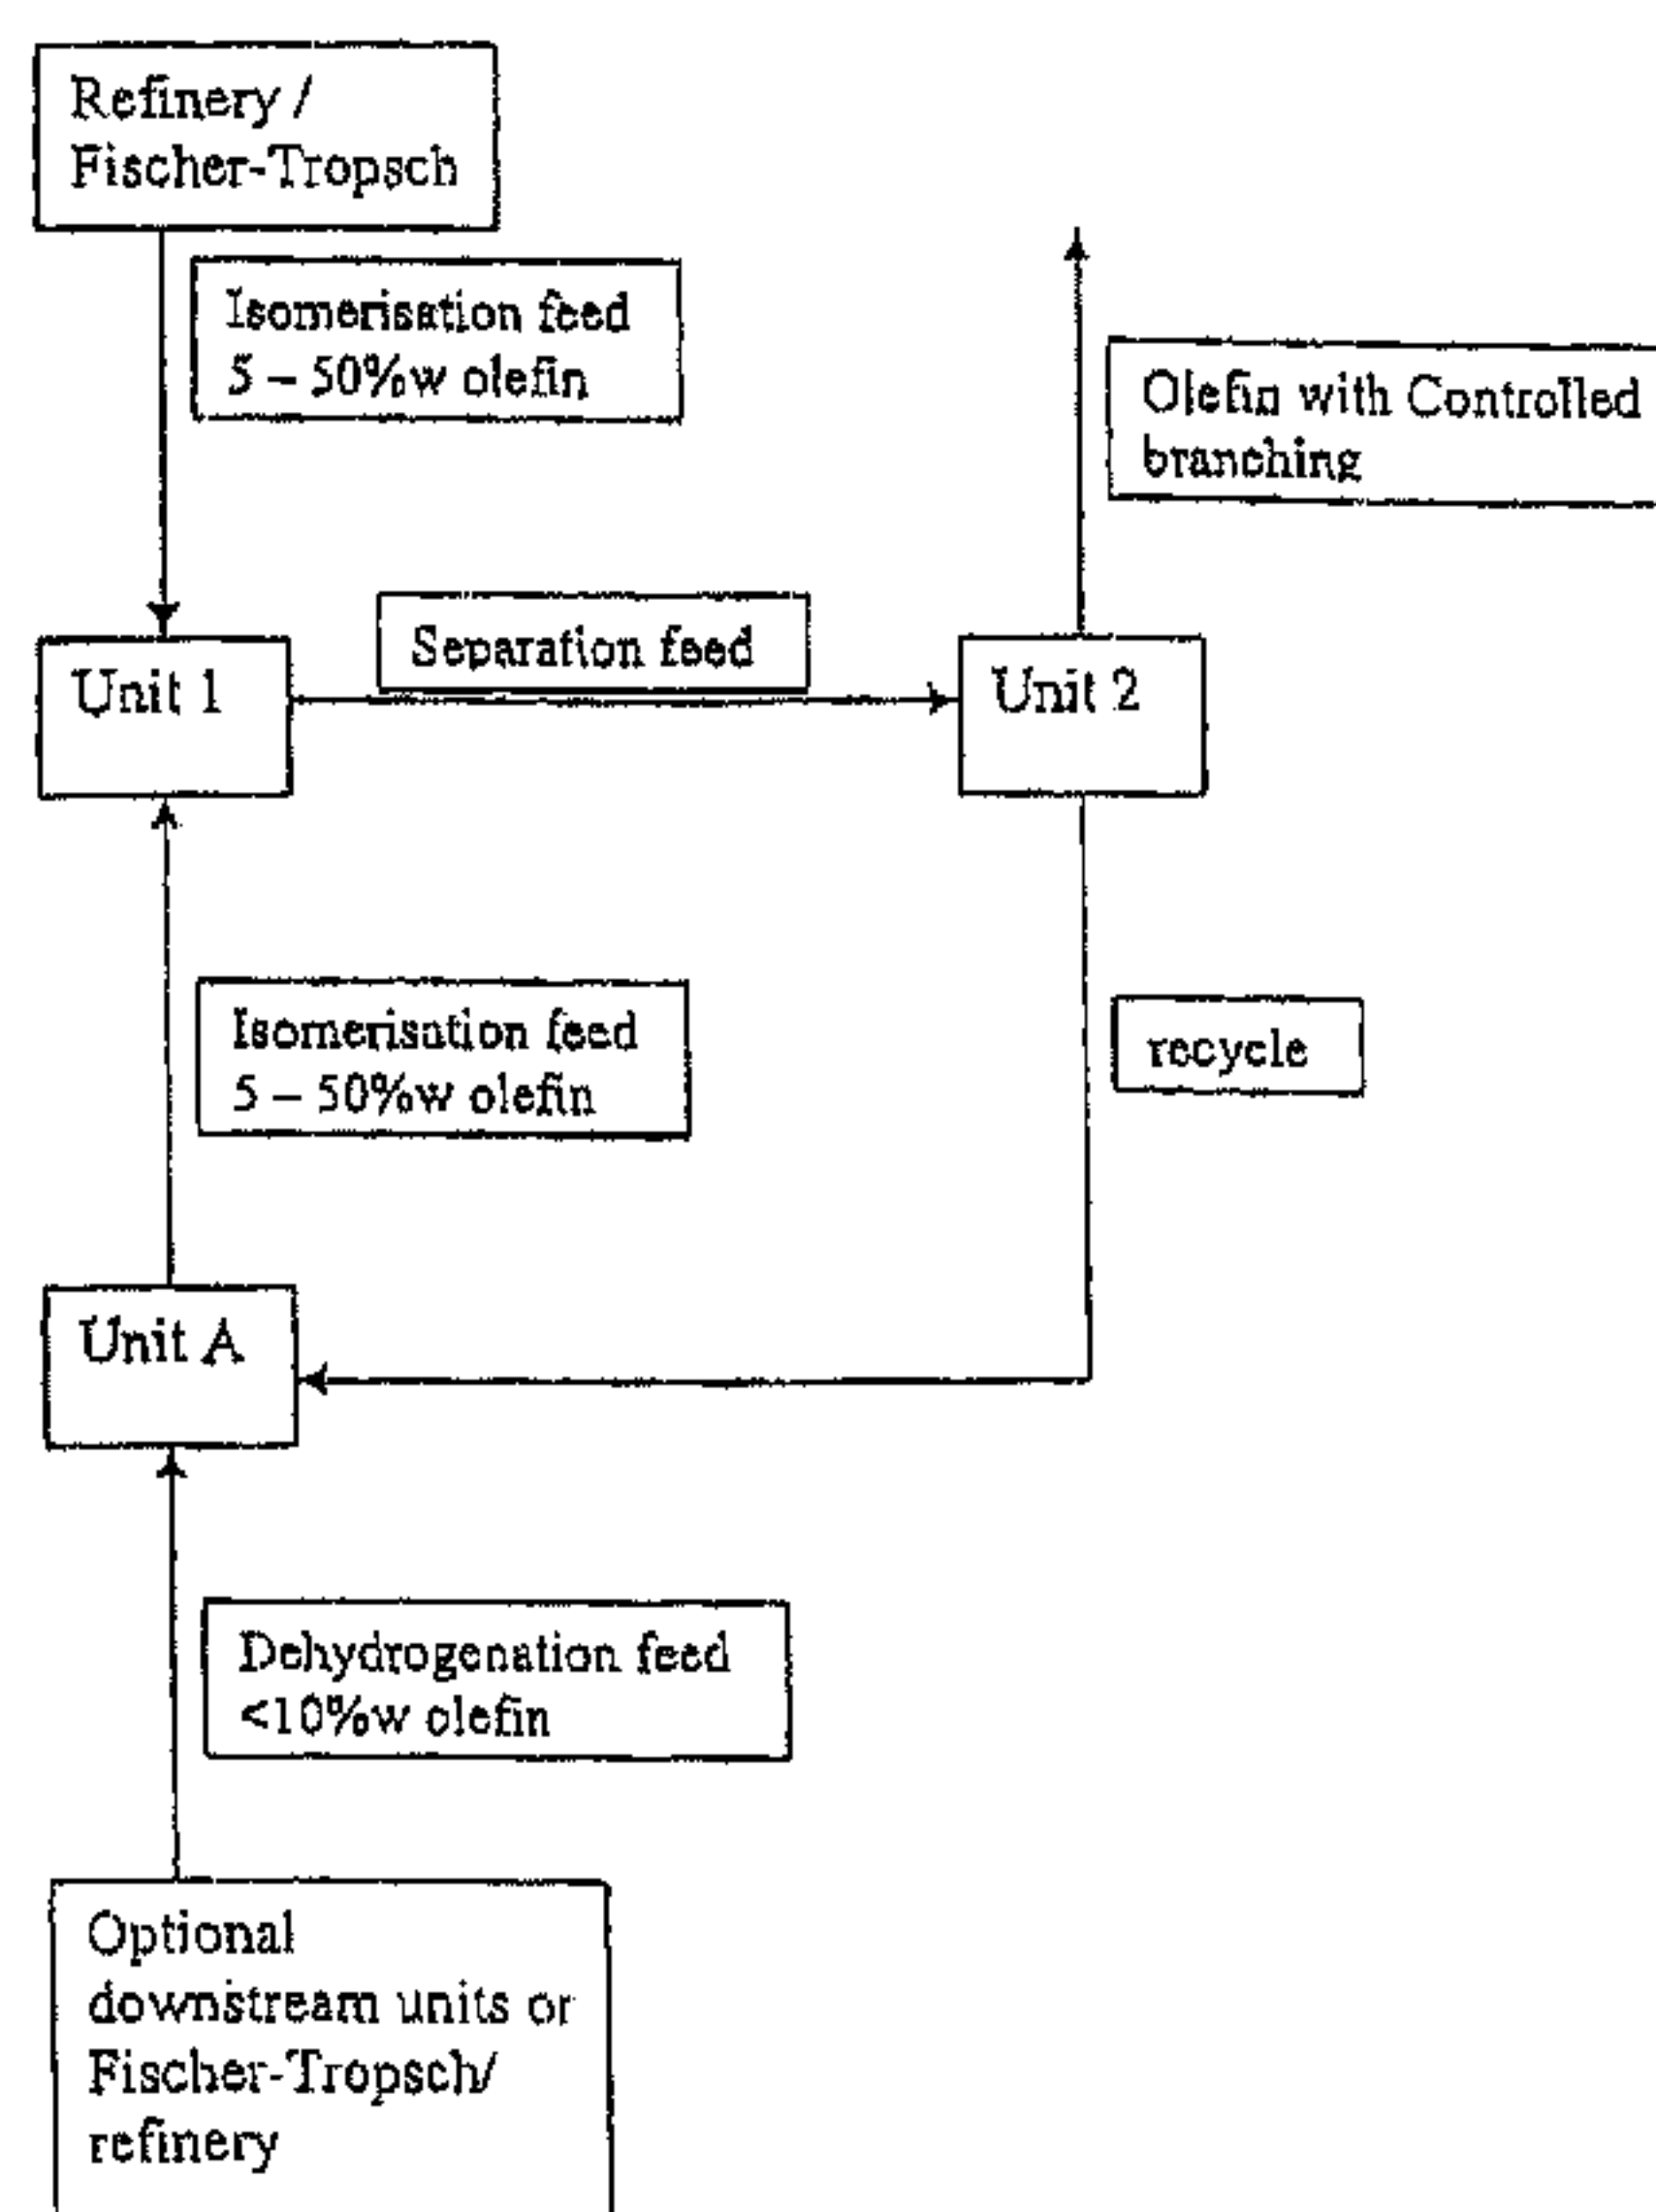 Refinery /
Fischer-Tropsch
Isomerisation feed
5 – 50%w olefin
Olefin with Controlled
branching
Separation feed
Unit 1
Unit 2
Isomerisation feed
5 – 50%w olefin
recycle
Unit A
Dehydrogenation feed
<10%w olefin
Optional
downstream units or
Fischer-Tropsch/
refinery